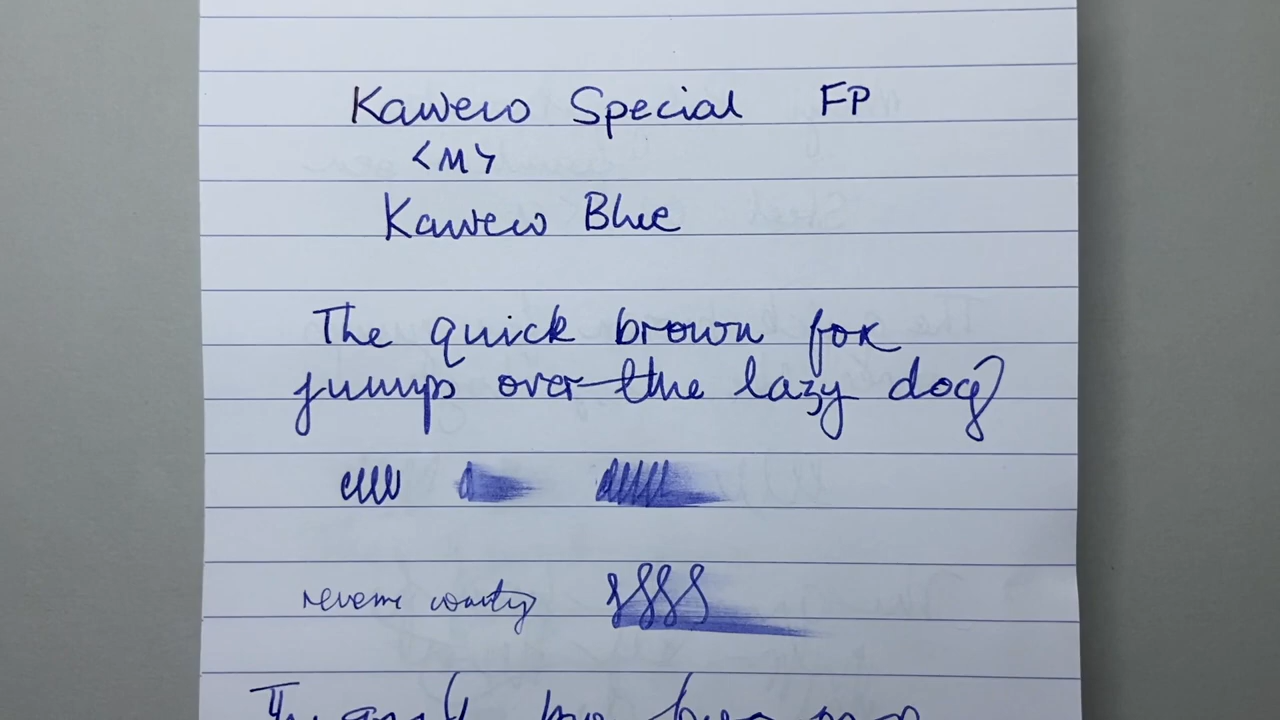 Kaweco Special FP
<M>
Kaweco Blue
The quick brown fox
jumps over the lazy dog
reverse writing